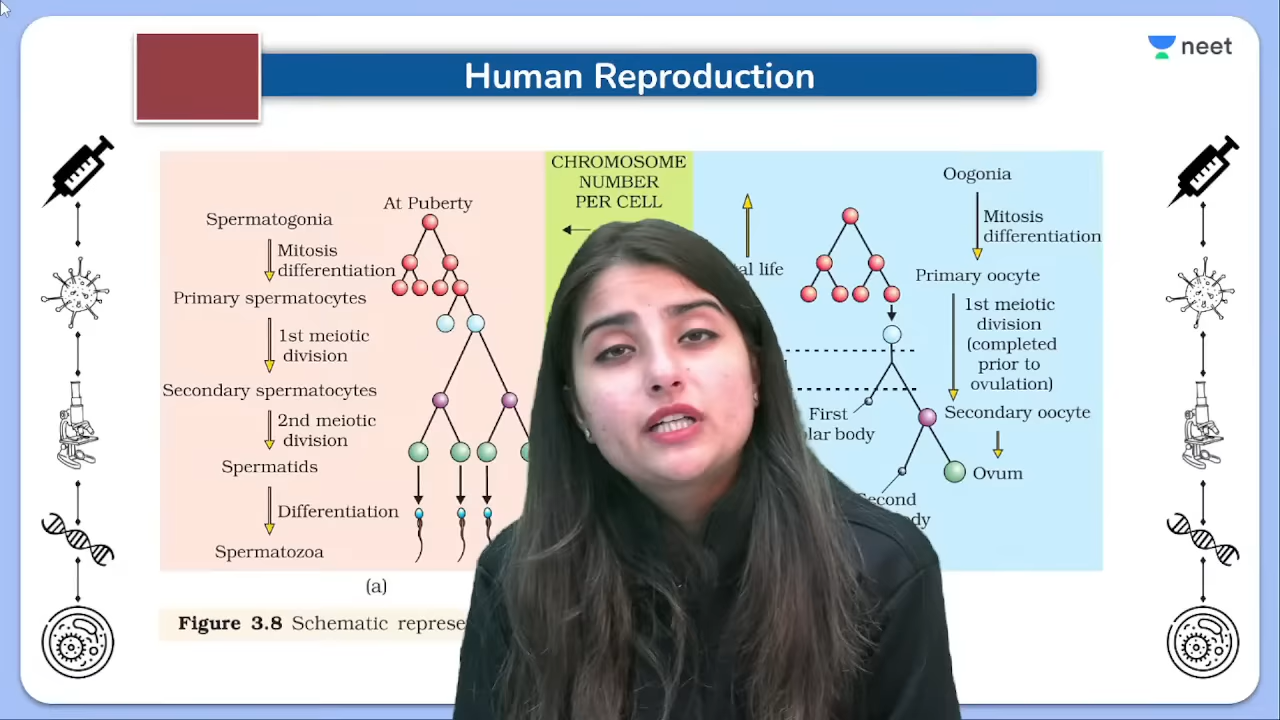 neet
Human Reproduction
Spermatogonia
Mitosis
differentiation
Primary spermatocytes
1st meiotic
division
Secondary spermatocytes
2nd meiotic
division
Spermatids
Differentiation
Spermatozoa
At Puberty
(a)
CHROMOSOME
NUMBER
PER CELL
life
First
body
Second
Oogonia
Mitosis
differentiation
Primary oocyte
1st meiotic
division
(completed
prior to
ovulation)
Secondary oocyte
Ovum
Figure 3.8 Schematic